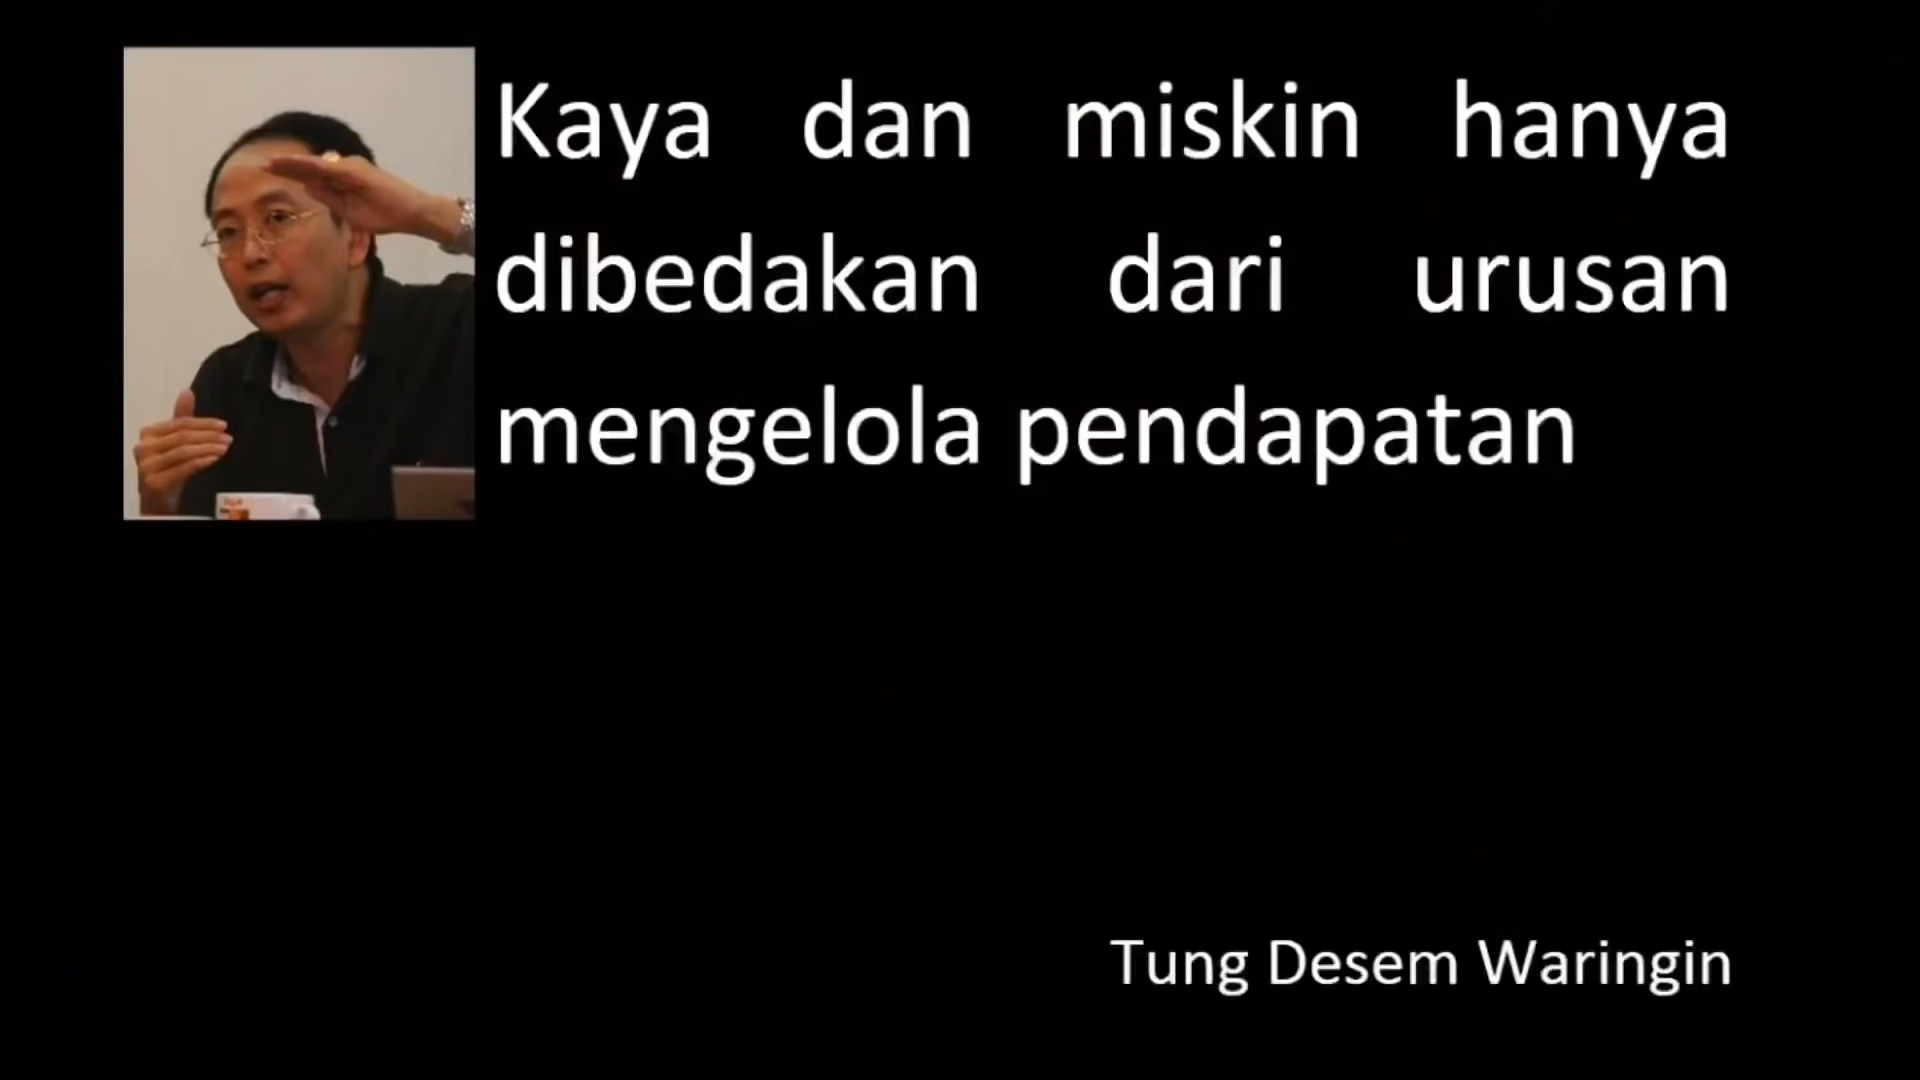 Kaya dan miskin hanya
dibedakan dari urusan
mengelola pendapatan
Tung Desem Waringin